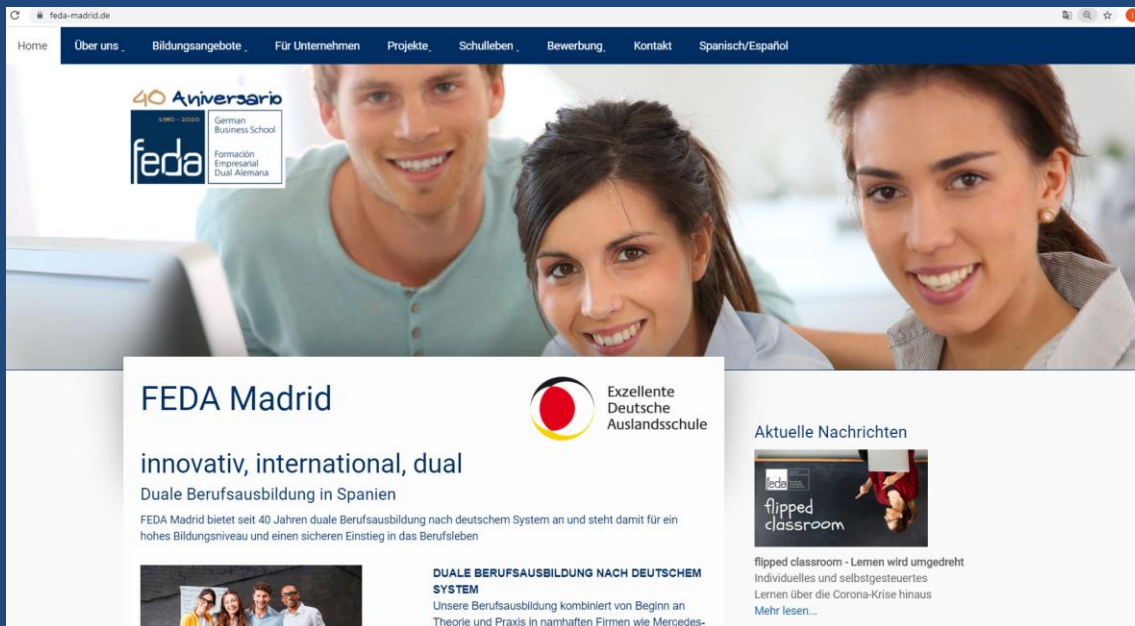 feda-madrid.de
Home Über uns Bildungsangebote Für Unternehmen Projekte Schulleben Bewerbung Kontakt Spanisch/Español
40 Aniversario
1980 - 2020
feda
German
Business School
Formación
Empresarial
Dual Alemana
FEDA Madrid
Exzellente
Deutsche
Auslandsschule
innovativ, international, dual
Duale Berufsausbildung in Spanien
FEDA Madrid bietet seit 40 Jahren duale Berufsausbildung nach deutschem System an und steht damit für ein
hohes Bildungsniveau und einen sicheren Einstieg in das Berufsleben
DUALE BERUFSAUSBILDUNG NACH DEUTSCHEM
SYSTEM
Unsere Berufsausbildung kombiniert von Beginn an
Theorie und Praxis in namhaften Firmen wie Mercedes-
Aktuelle Nachrichten
feda
flipped
classroom
flipped classroom - Lernen wird umgedreht
Individuelles und selbstgesteuertes
Lernen über die Corona-Krise hinaus
Mehr lesen...